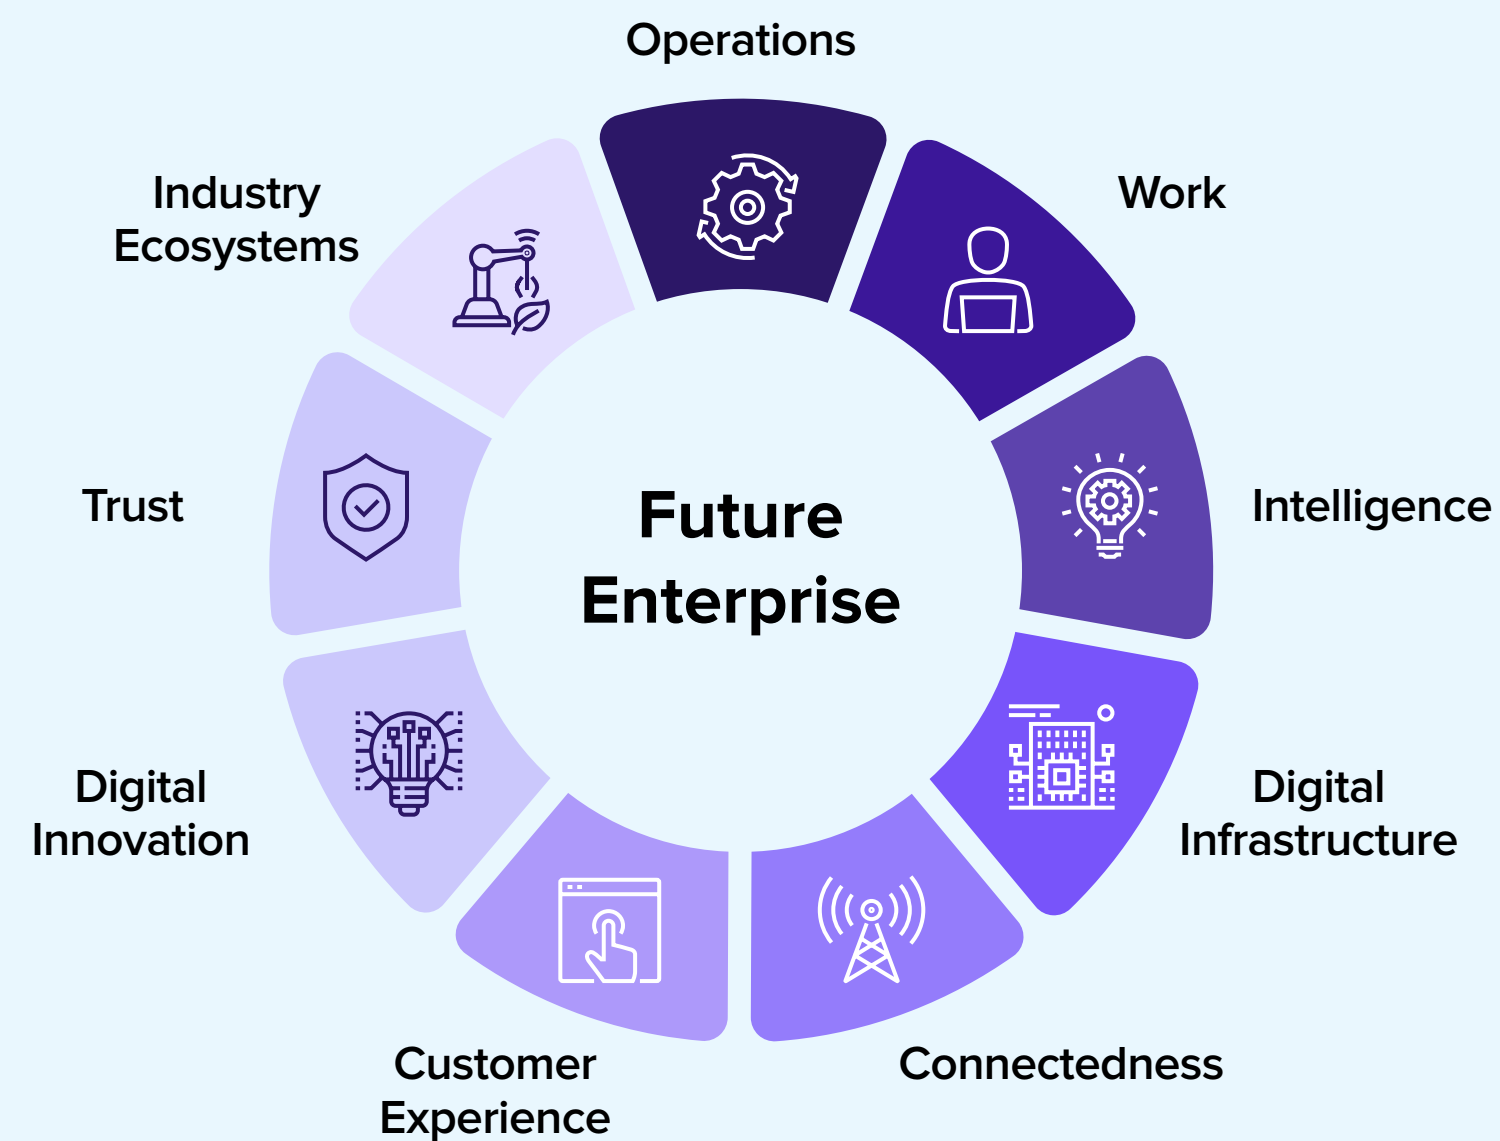 Operations
Work
Intelligence
Digital
Infrastructure
Connectedness
Customer
Experience
Digital
Innovation
Trust
Industry
Ecosystems
Future
Enterprise